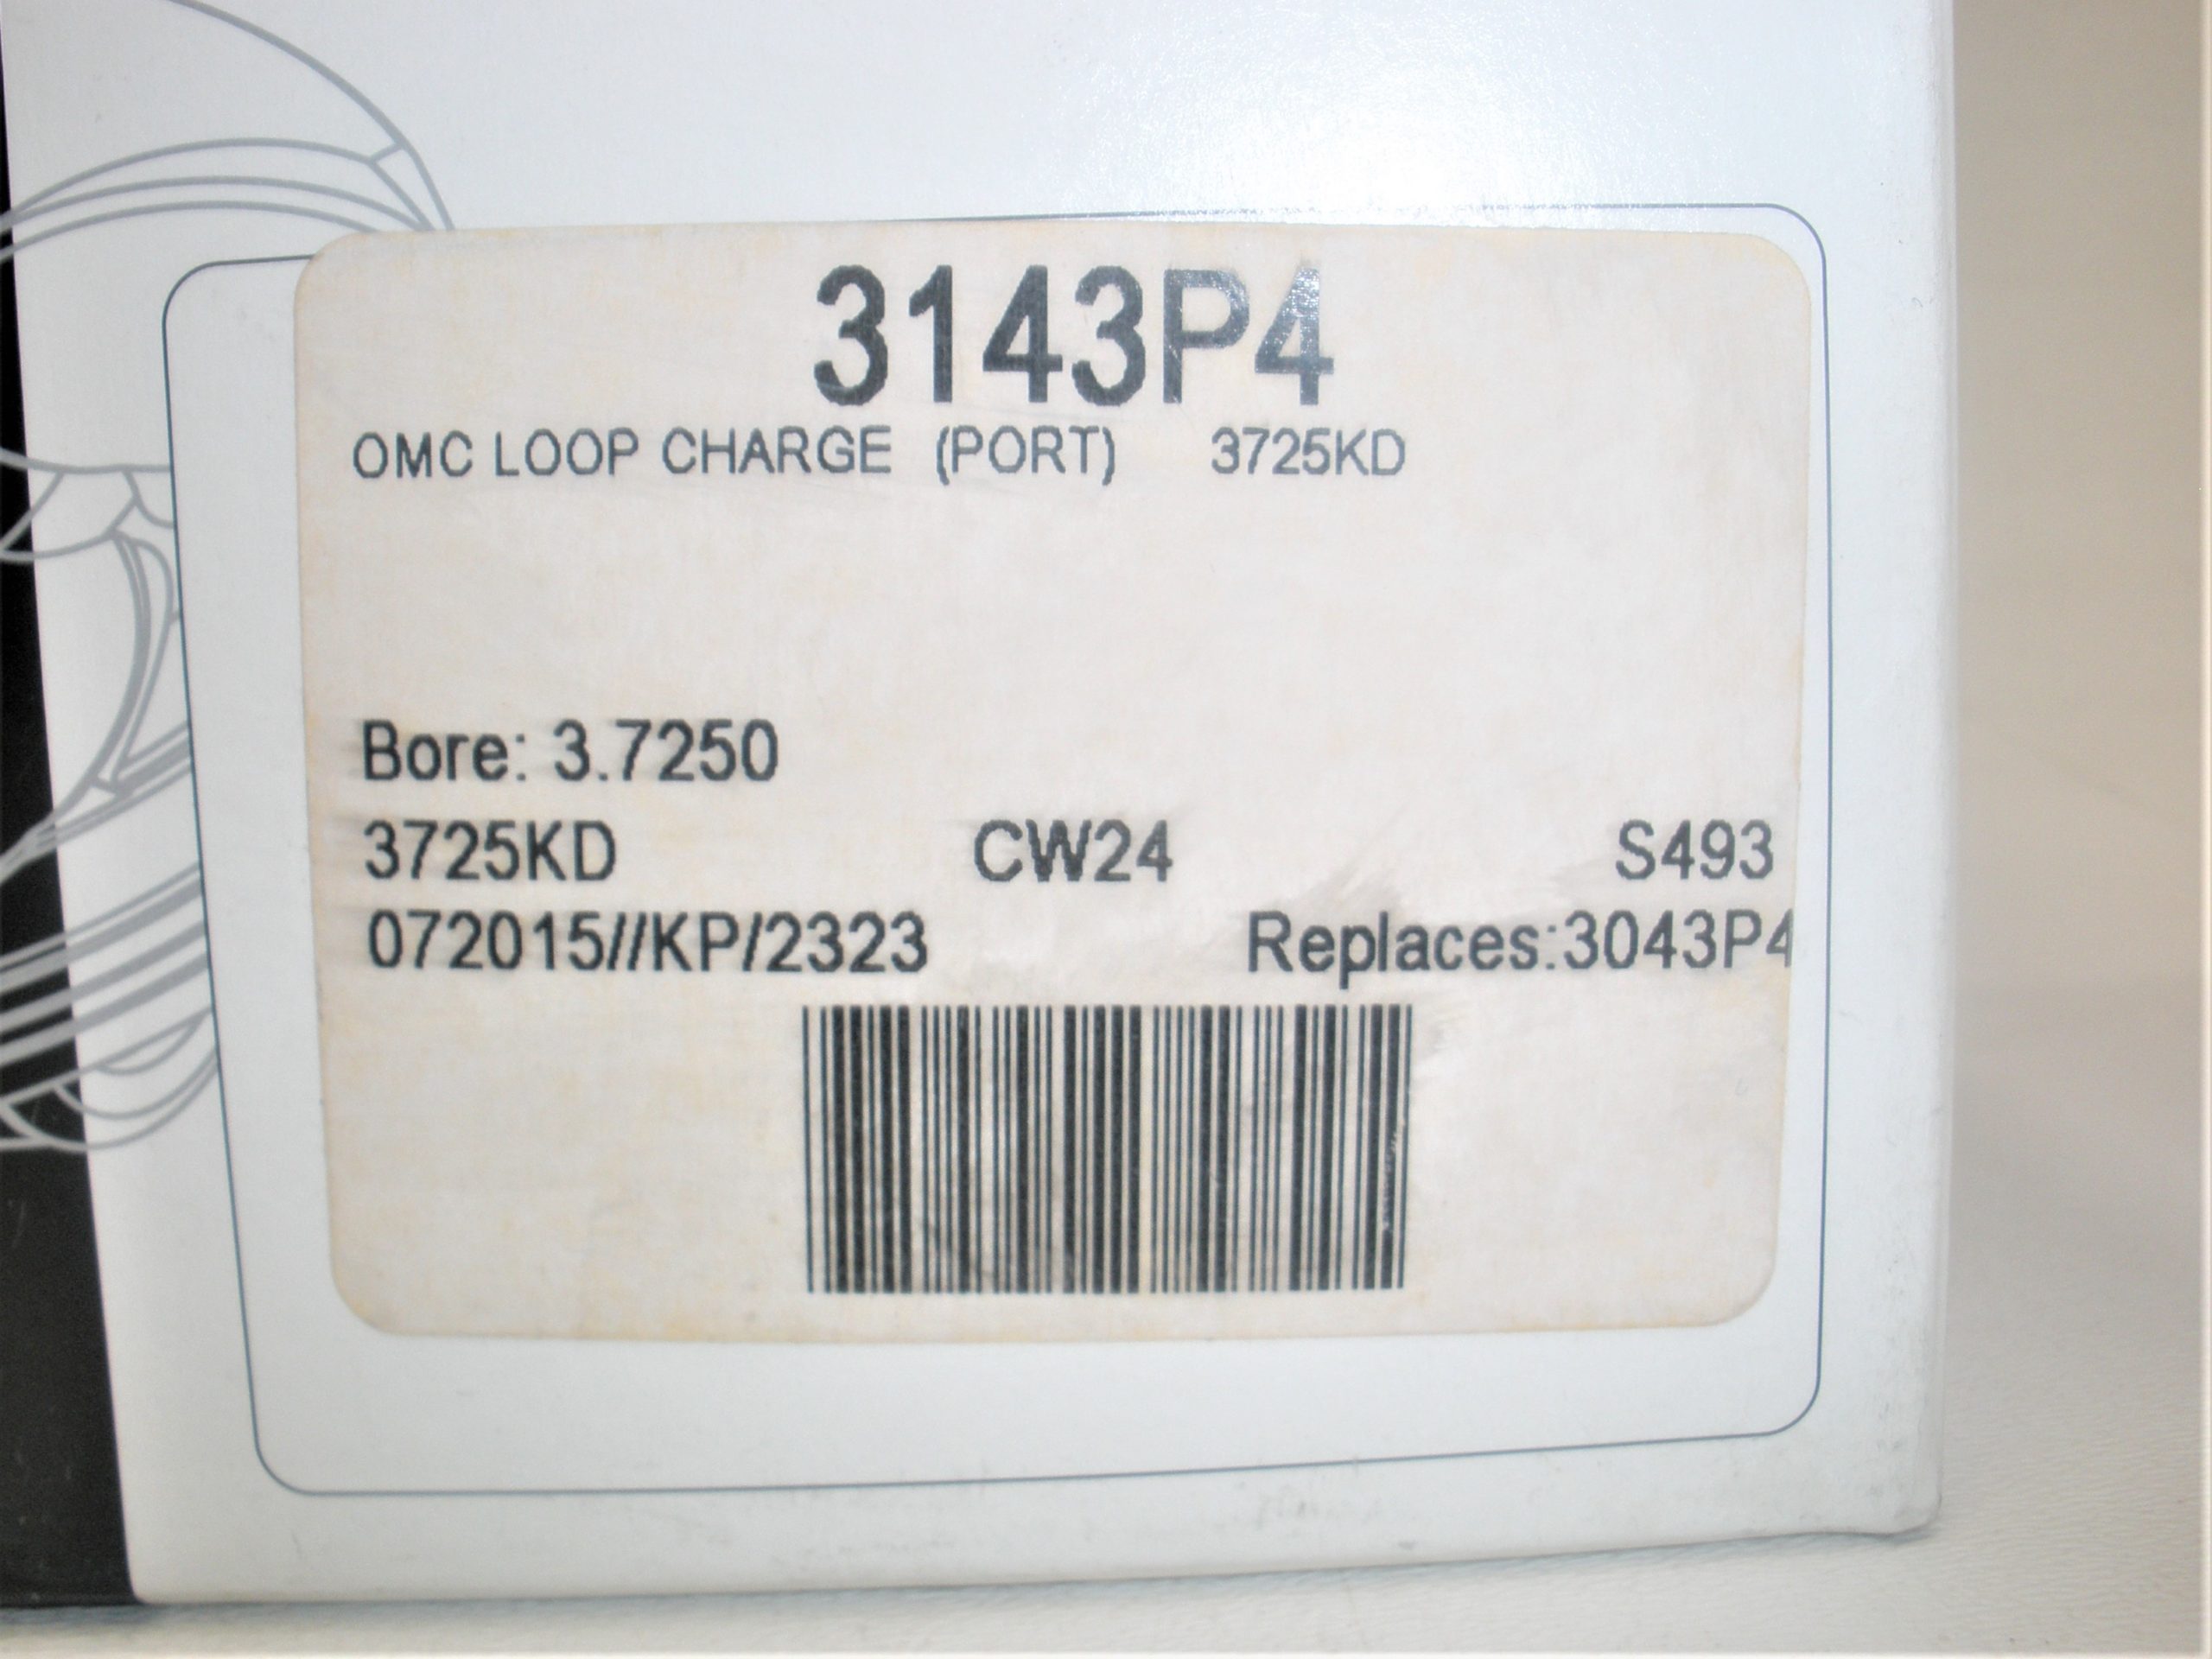 3143P4
OMC LOOP CHARGE (PORT) 3725KD
Bore: 3.7250
3725KD CW24 S493
072015//KP/2323 Replaces:3043P4